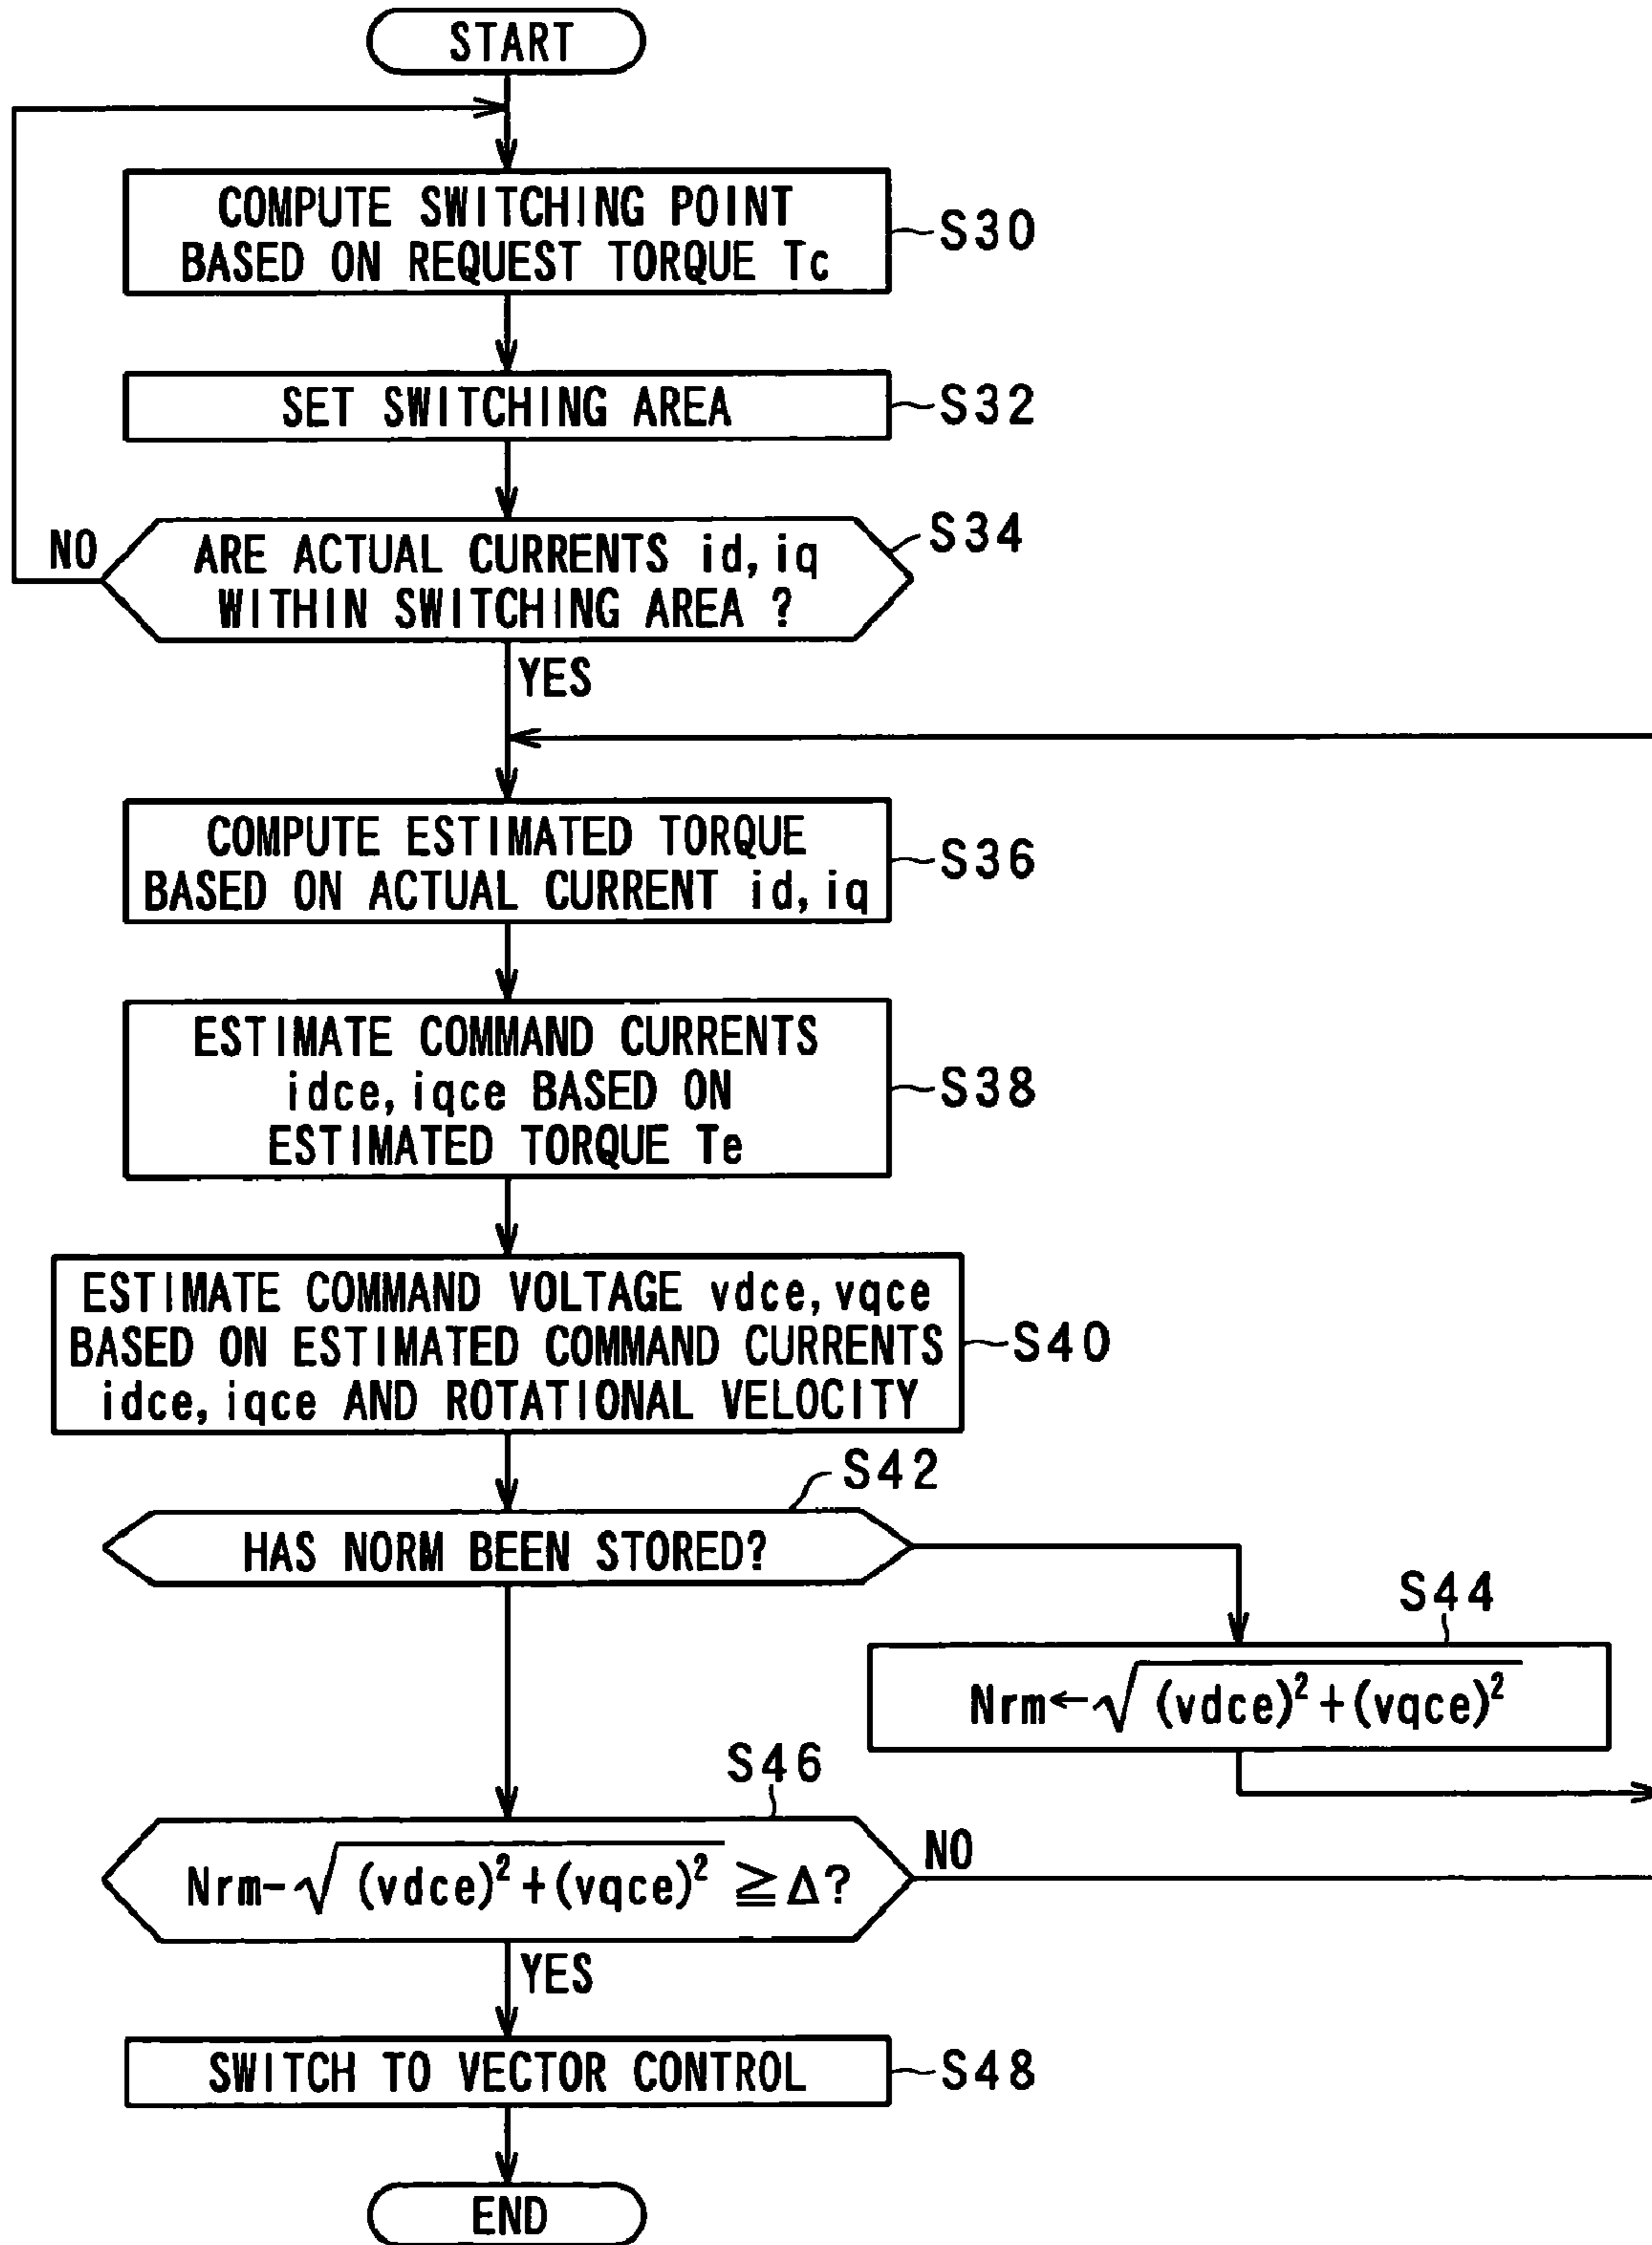 START
COMPUTE SWITCHING POINT
BASED ON REQUEST TORQUE Tc
S30
SET SWITCHING AREA
S32
ARE ACTUAL CURRENTS id, iq
WITHIN SWITCHING AREA ?
S34
NO
YES
COMPUTE ESTIMATED TORQUE
BASED ON ACTUAL CURRENT id, iq
S36
ESTIMATE COMMAND CURRENTS
idce, iqce BASED ON
ESTIMATED TORQUE Te
S38
ESTIMATE COMMAND VOLTAGE vdce, vqce
BASED ON ESTIMATED COMMAND CURRENTS
idce, iqce AND ROTATIONAL VELOCITY
S40
S42
HAS NORM BEEN STORED?
S44
Nrm←√(vdce)²+(vqce)²
S46
Nrm-√(vdce)²+(vqce)² ≧ Δ?
NO
YES
SWITCH TO VECTOR CONTROL
S48
END